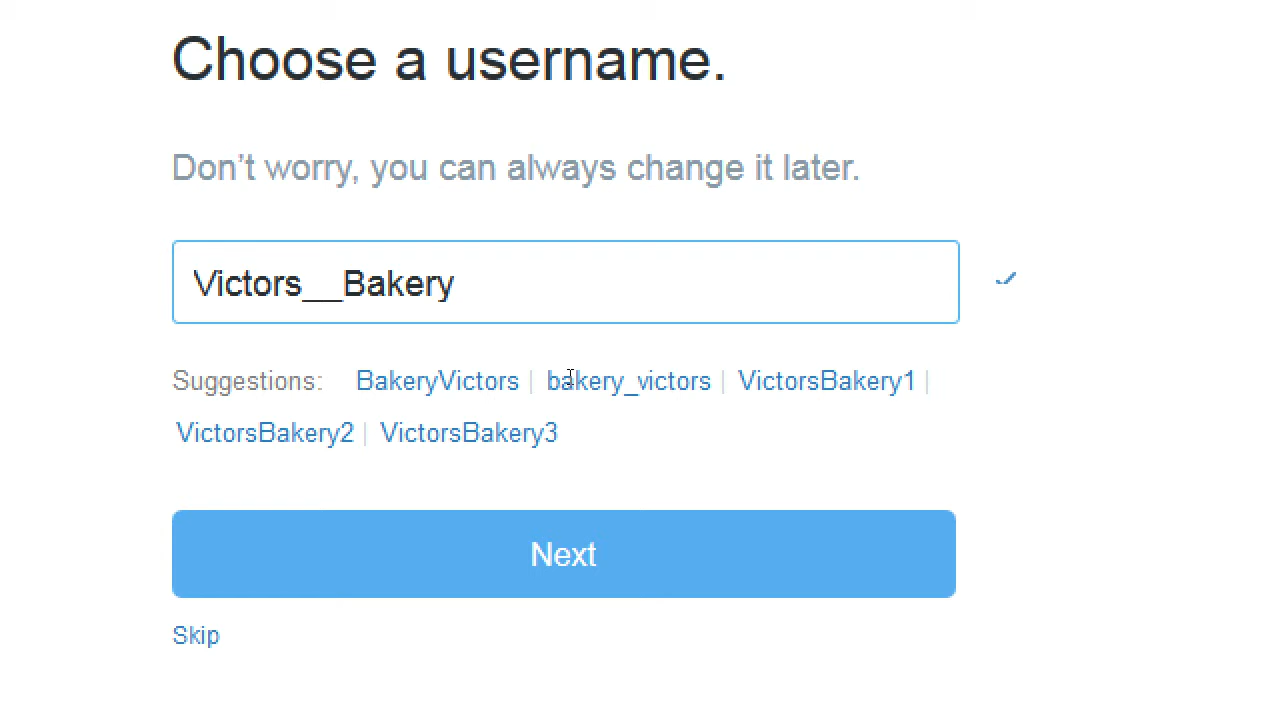 Choose a username.
Don’t worry, you can always change it later.
Victors__Bakery
Suggestions: BakeryVictors | bakery_victors | VictorsBakery1 |
VictorsBakery2 | VictorsBakery3
Next
Skip